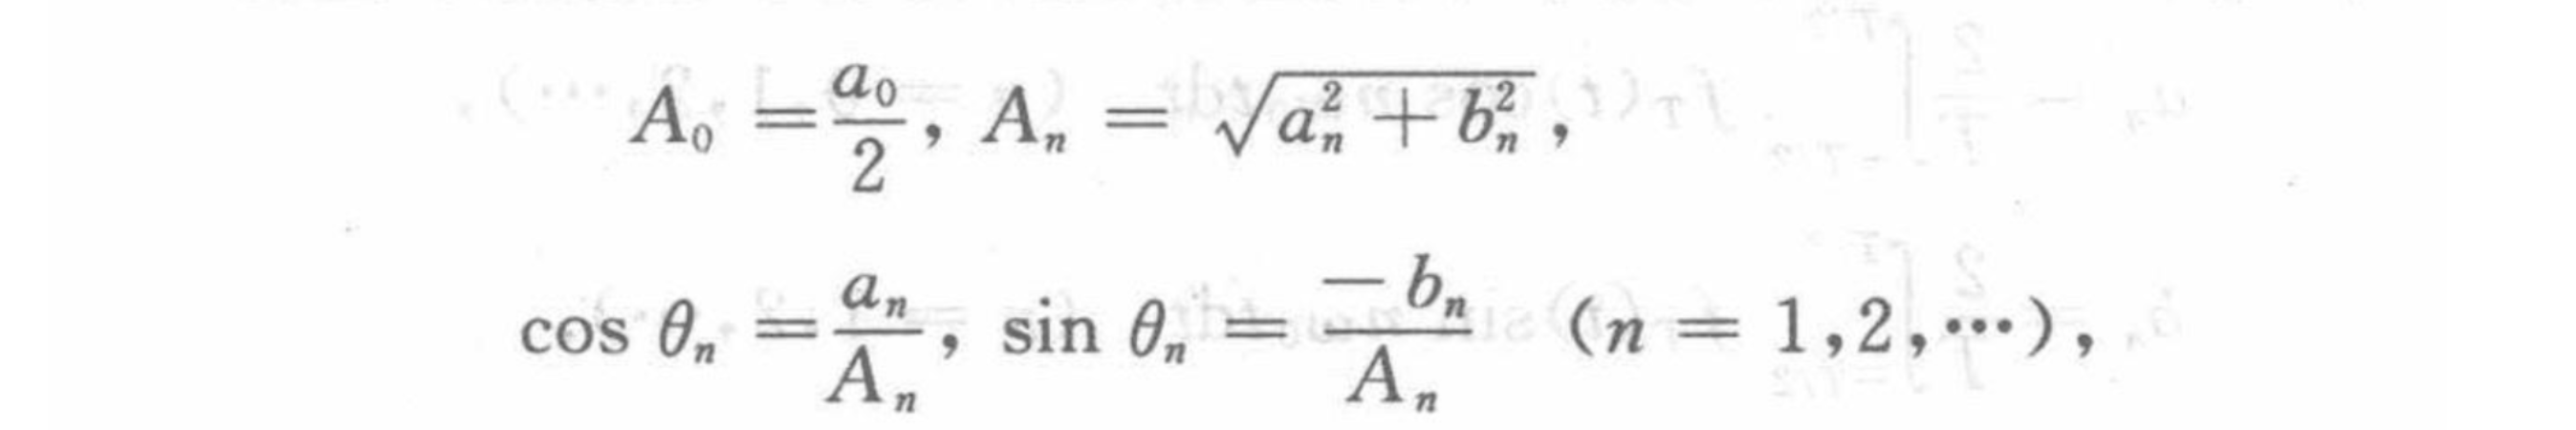 A₀ = a₀/2, Aₙ = √(aₙ² + bₙ²),
cos θₙ = aₙ/Aₙ, sin θₙ = −bₙ/Aₙ (n = 1,2,⋯),